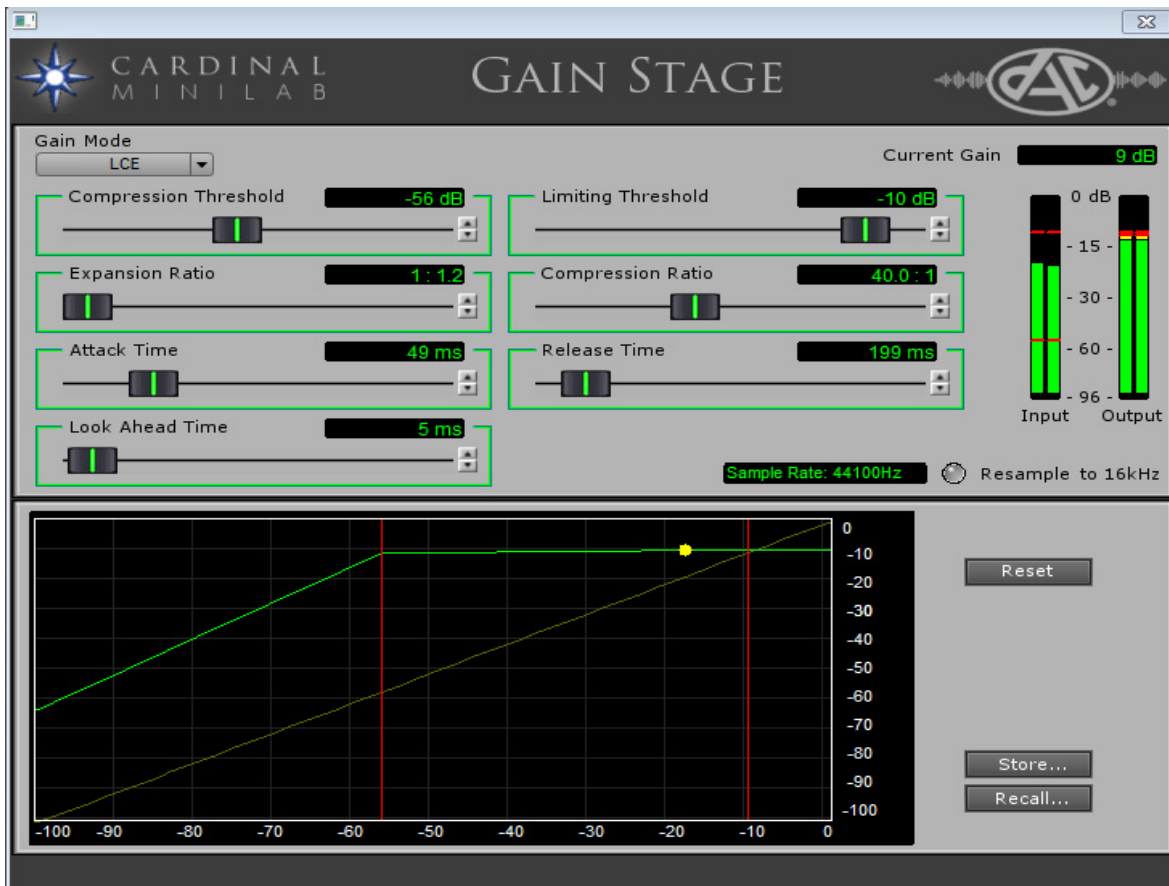 CARDINAL
MINILAB
GAIN STAGE
DAC
Gain Mode
LCE
Current Gain 9 dB
Compression Threshold -56 dB
Limiting Threshold -10 dB
Expansion Ratio 1 : 1.2
Compression Ratio 40.0 : 1
Attack Time 49 ms
Release Time 199 ms
Look Ahead Time 5 ms
0 dB
- 15 -
- 30 -
- 60 -
- 96 -
Input Output
Sample Rate: 44100Hz
Resample to 16kHz
0
-10
-20
-30
-40
-50
-60
-70
-80
-90
-100
-100 -90 -80 -70 -60 -50 -40 -30 -20 -10 0
Reset
Store...
Recall...